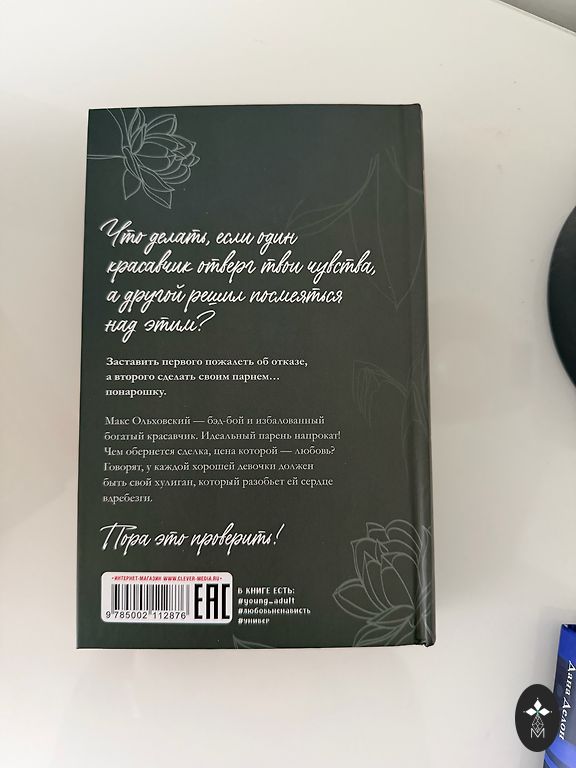 Что делать, если один
красавчик отверг твои чувства,
а другой решил посмеяться
над этим?
Заставить первого пожалеть об отказе,
а второго сделать своим парнем...
понарошку.
Макс Ольховский — бэд-бой и избалованный
богатый красавчик. Идеальный парень напрокат!
Чем обернется сделка, цена которой — любовь?
Говорят, у каждой хорошей девочки должен
быть свой хулиган, который разобьет ей сердце
вдребезги.
Пора это проверить!
•ИНТЕРНЕТ-МАГАЗИН WWW.CLEVER-MEDIA.RU•
9 785002 112876
EAC
В КНИГЕ ЕСТЬ:
#young_adult
#ЛЮБОВЬНЕНАВИСТЬ
#УНИВЕР
Дана Делон
M